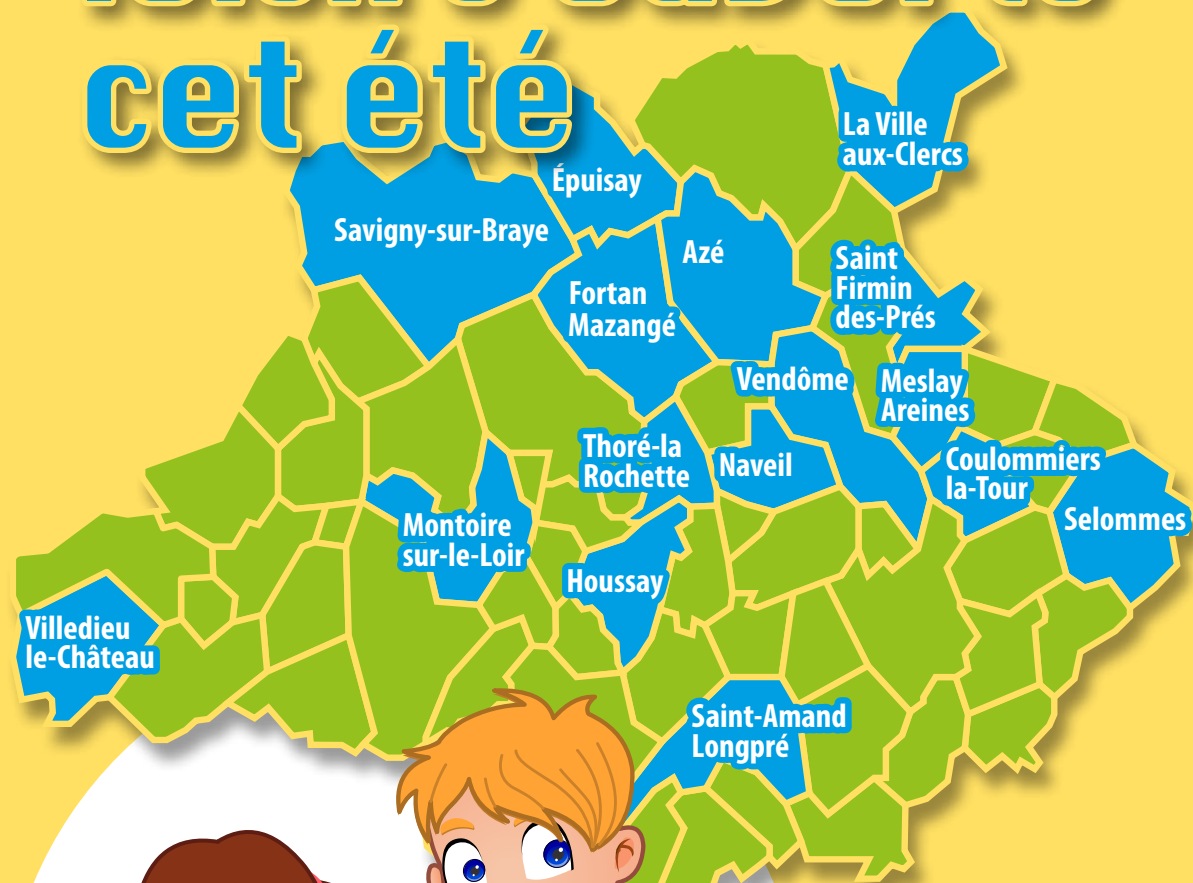 cet été
La Ville
aux-Clercs
Épuisay
Savigny-sur-Braye
Azé
Saint
Firmin
des-Prés
Fortan
Mazangé
Vendôme
Meslay
Areines
Thoré-la
Rochette
Naveil
Coulommiers
la-Tour
Selommes
Montoire
sur-le-Loir
Houssay
Villedieu
le-Château
Saint-Amand
Longpré